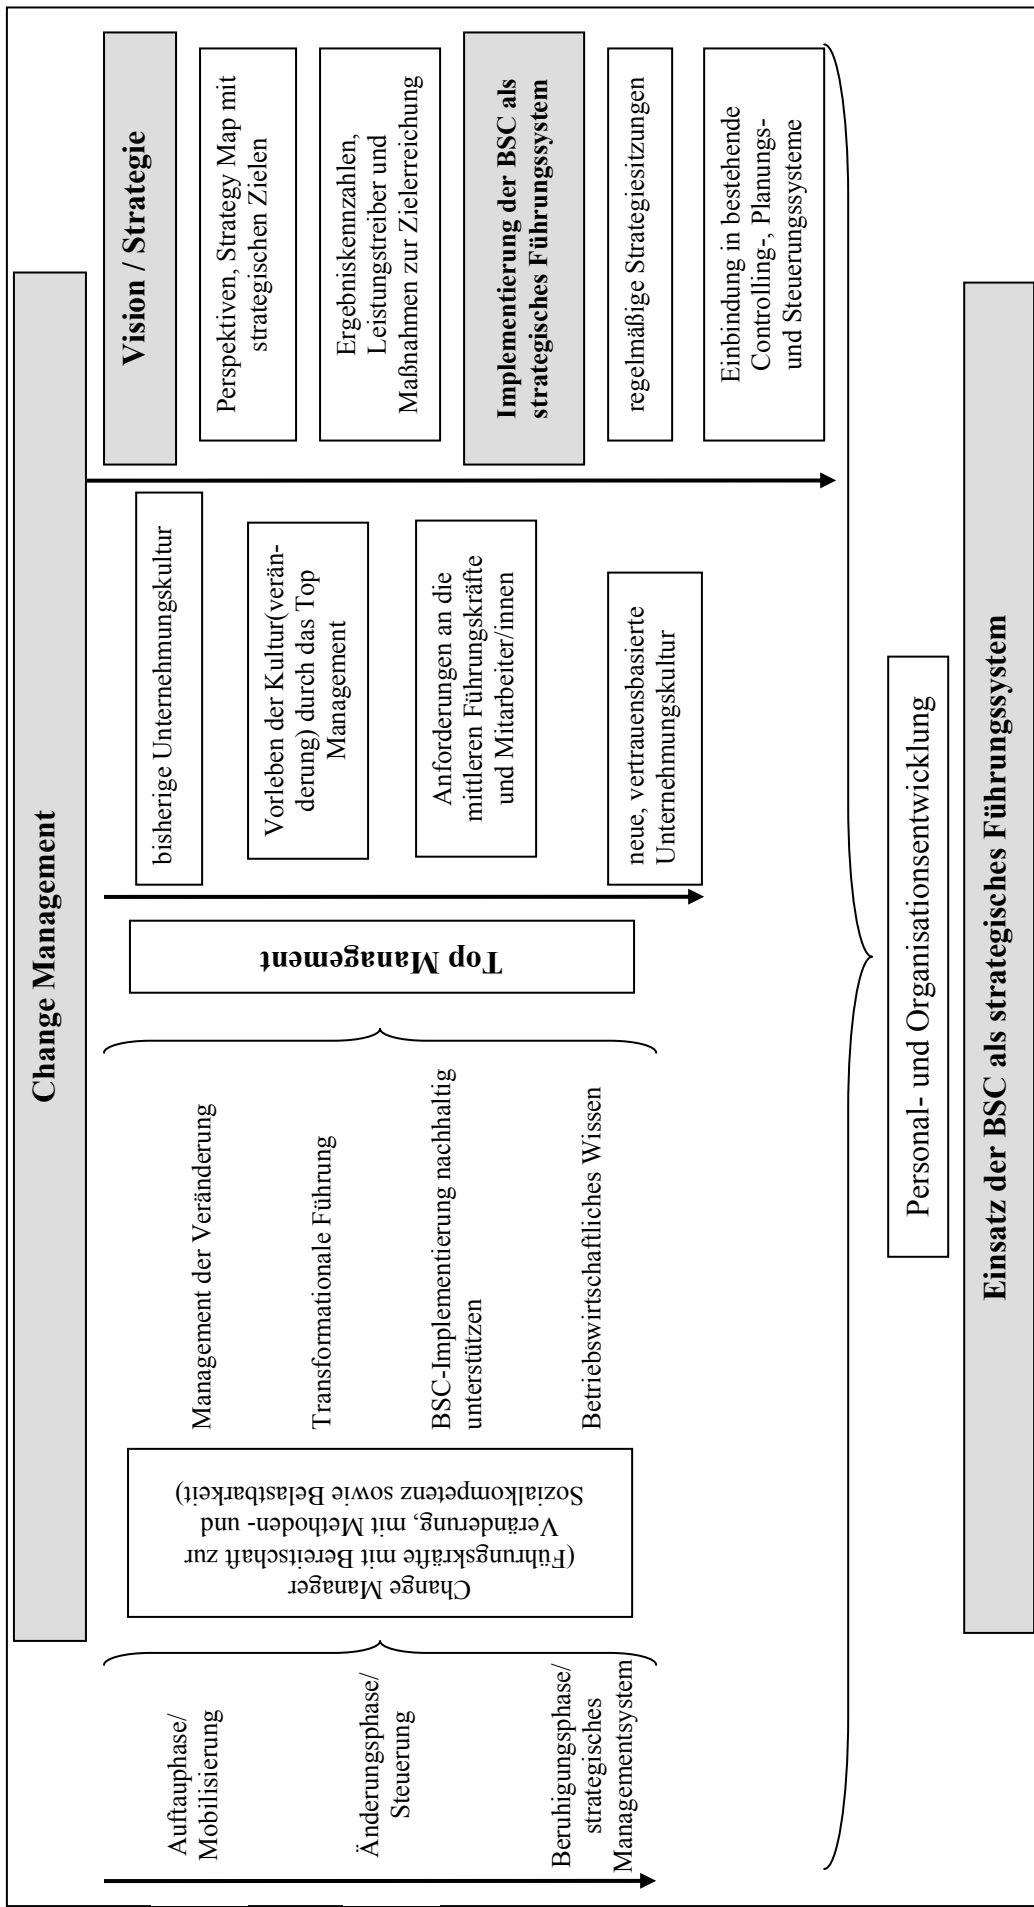 Change Management
Auftauphase/
Mobilisierung
Änderungsphase/
Steuerung
Beruhigungsphase/
strategisches
Managementsystem
Change Manager
(Führungskräfte mit Bereitschaft zur
Veränderung, mit Methoden- und
Sozialkompetenz sowie Belastbarkeit)
Management der Veränderung
Transformationale Führung
BSC-Implementierung nachhaltig
unterstützen
Betriebswirtschaftliches Wissen
Top Management
bisherige Unternehmungskultur
Vorleben der Kultur(verän-
derung) durch das Top
Management
Anforderungen an die
mittleren Führungskräfte
und Mitarbeiter/innen
neue, vertrauensbasierte
Unternehmungskultur
Vision / Strategie
Perspektiven, Strategy Map mit
strategischen Zielen
Ergebniskennzahlen,
Leistungstreiber und
Maßnahmen zur Zielerreichung
Implementierung der BSC als
strategisches Führungssystem
regelmäßige Strategiesitzungen
Einbindung in bestehende
Controlling-, Planungs-
und Steuerungssysteme
Personal- und Organisationsentwicklung
Einsatz der BSC als strategisches Führungssystem